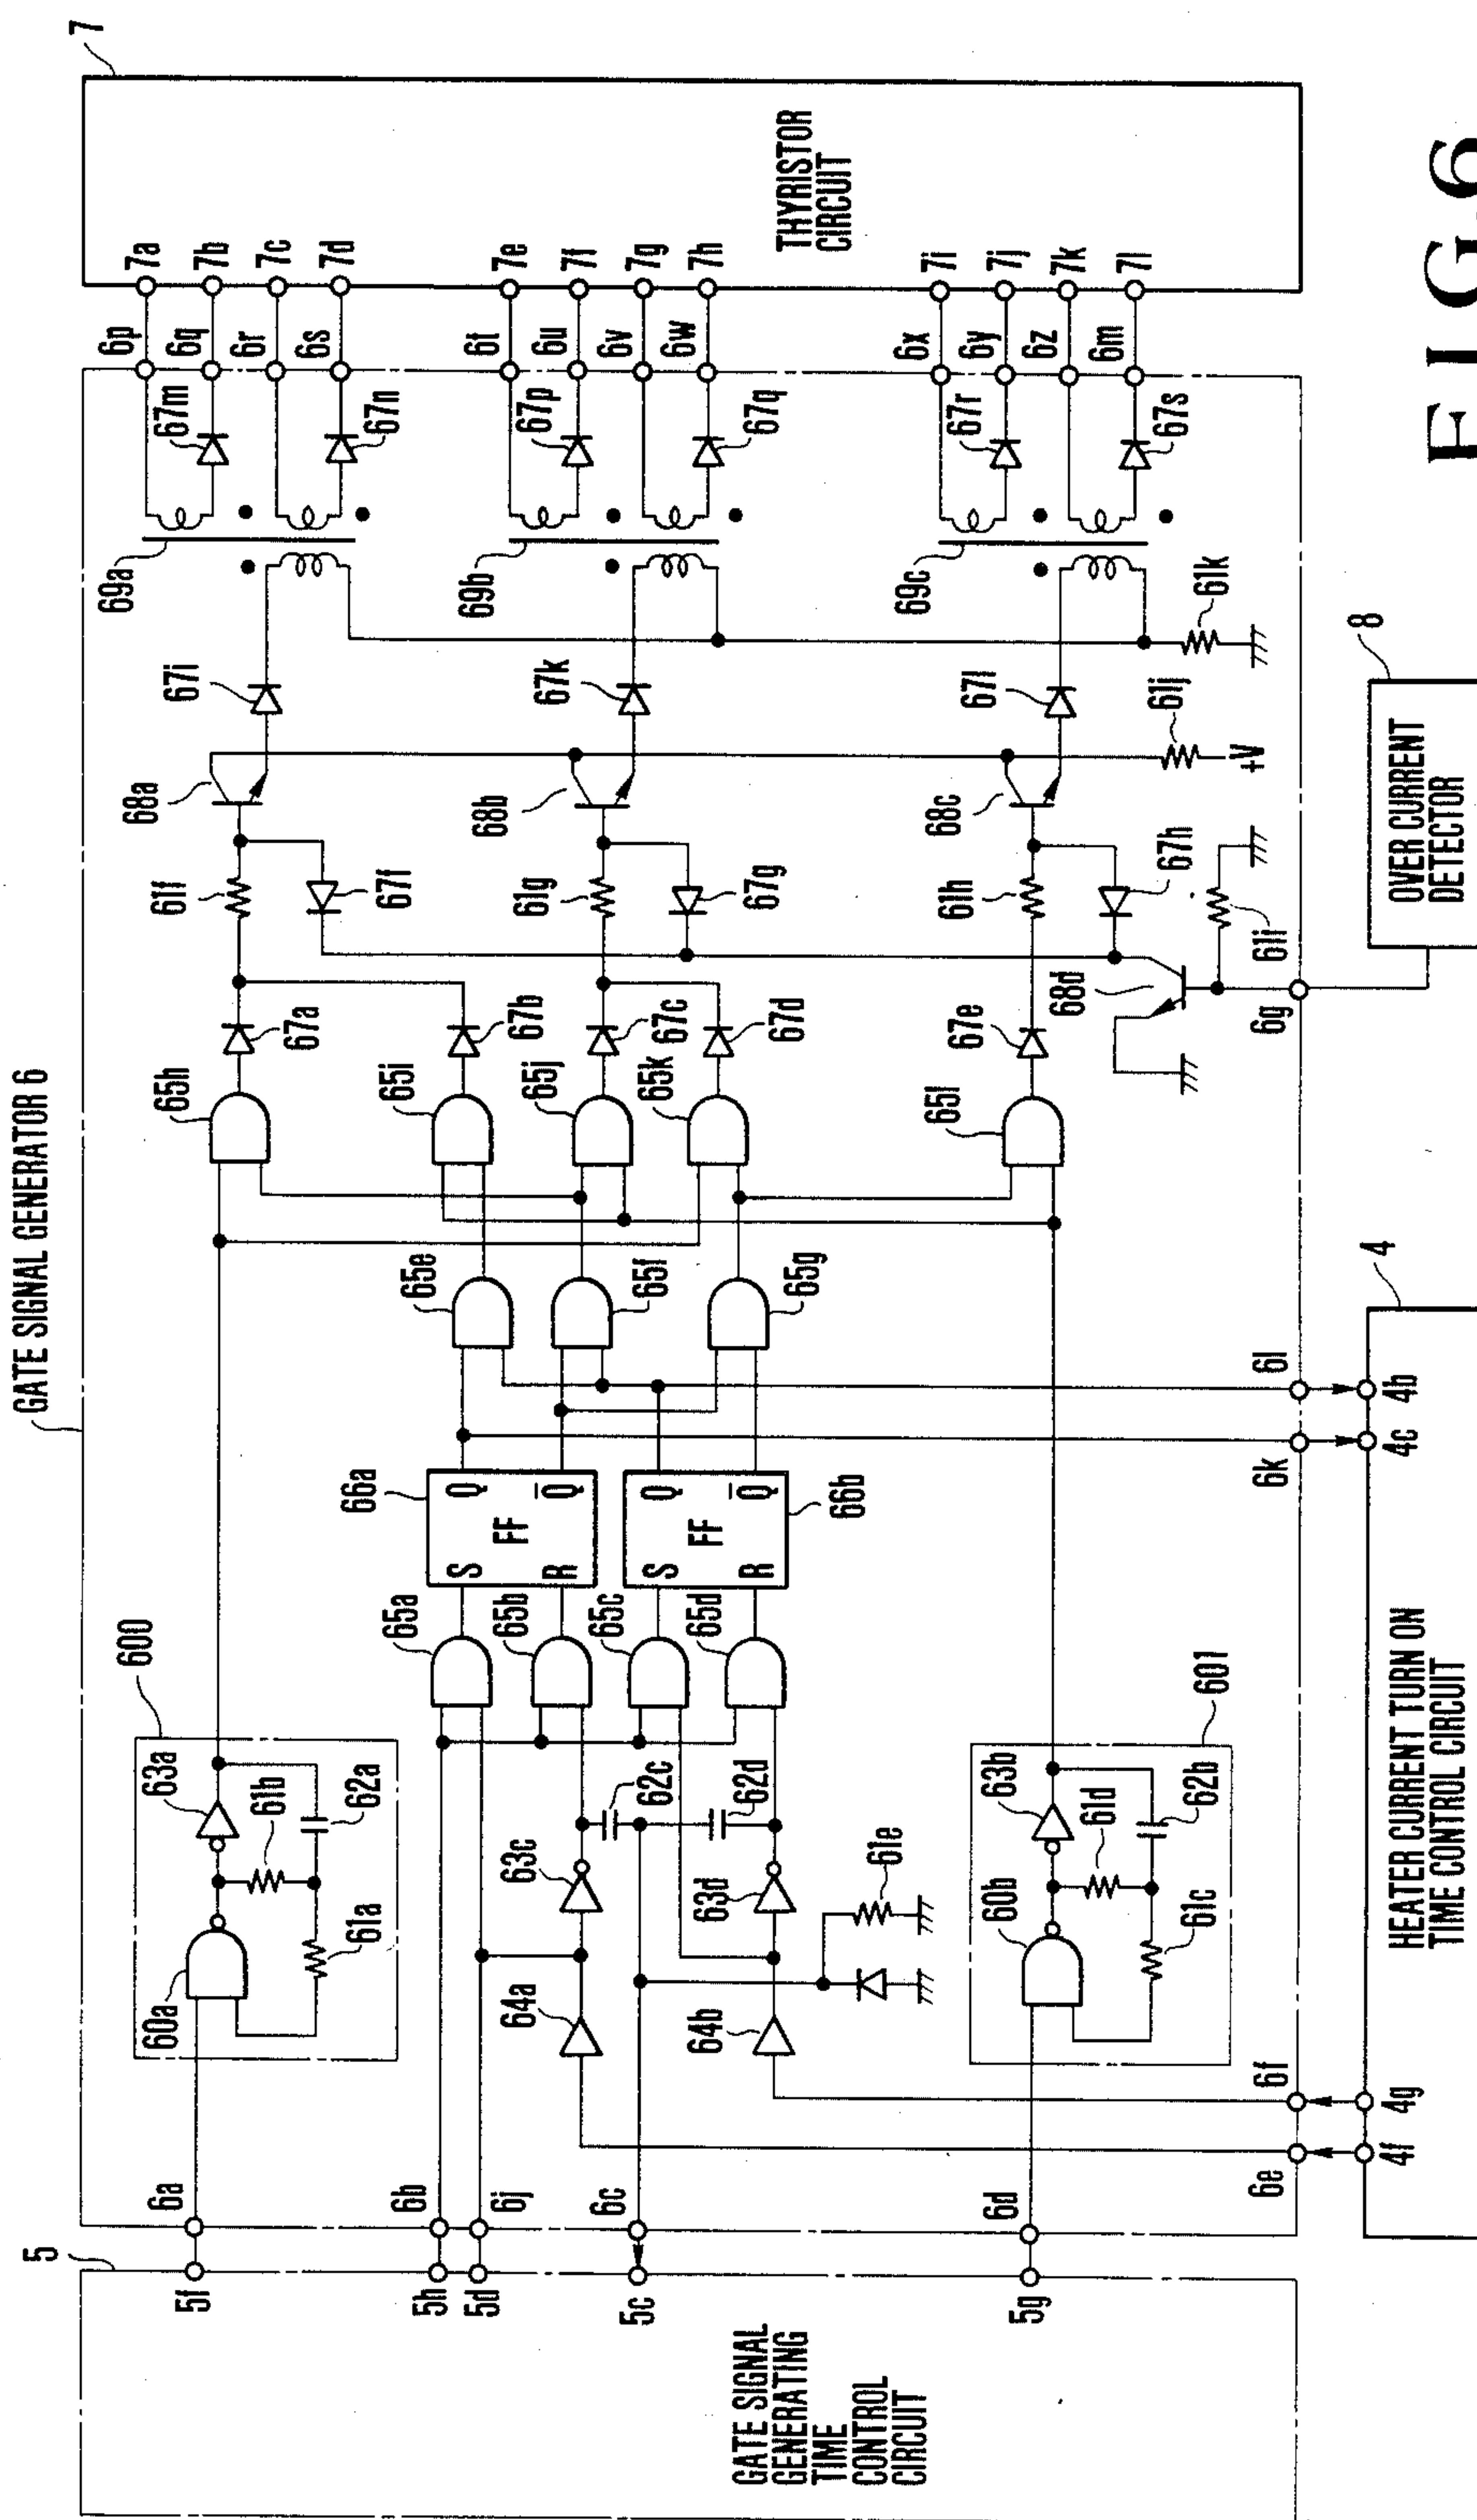 GATE SIGNAL GENERATOR 6
7
THYRISTOR
CIRCUIT
7a
7b
7c
7d
7e
7f
7g
7h
7i
7j
7k
7l
6p
6q
6r
6s
6t
6u
6v
6w
6x
6y
6z
6m
67m
67n
67p
67q
67r
67s
69a
69b
69c
61k
67i
67k
67l
61j
+V
68a
68b
68c
61f
67f
61g
67g
61h
67h
68d
61i
6g
8
OVER CURRENT
DETECTOR
67a
67b
67c
67d
67e
65h
65i
65j
65k
65l
65e
65f
65g
6l
6k
4b
4c
4
66a
S
Q
FF
R
Q̅
S
Q
FF
R
Q̅
66b
65a
65b
65c
65d
600
63a
61b
62a
60a
61a
63c
62c
62d
63d
61e
64a
64b
601
63b
61d
62b
60b
61c
6f
6e
4g
4f
HEATER CURRENT TURN ON
TIME CONTROL CIRCUIT
6a
6b
6j
6c
6d
5
5f
5h
5d
5c
5g
GATE SIGNAL
GENERATING
TIME
CONTROL
CIRCUIT
FIG.6